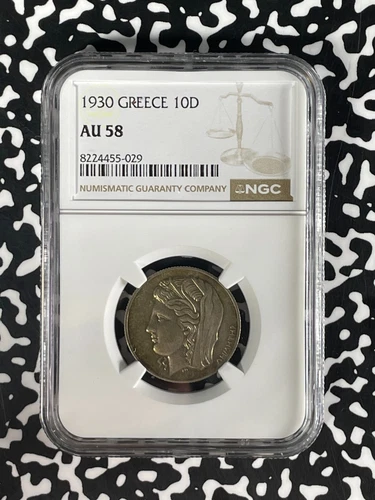 1930 GREECE 10D
AU 58
8224455-029
NUMISMATIC GUARANTY COMPANY NGC